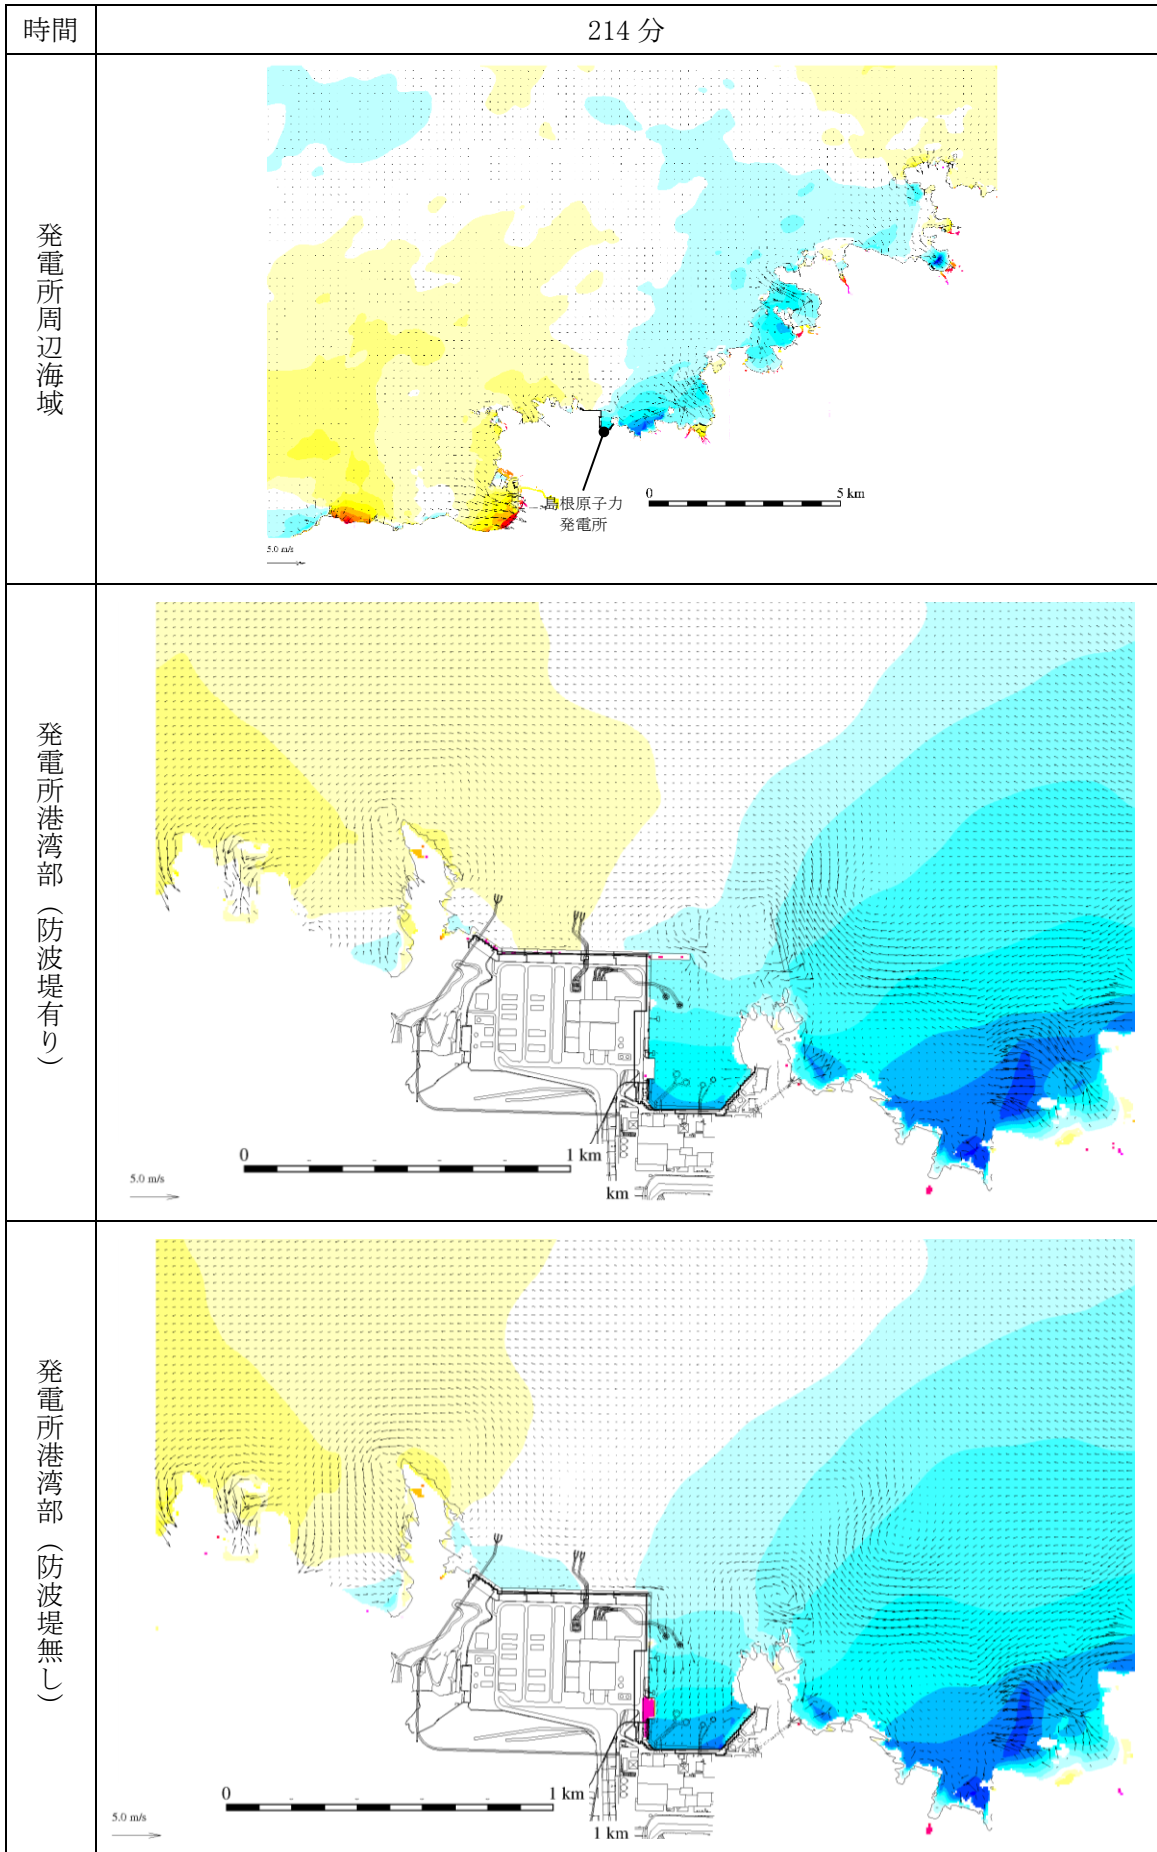 時間
214 分
発電所周辺海域
島根原子力
発電所
0
5 km
5.0 m/s
発電所港湾部（防波堤有り）
0
1 km
km
5.0 m/s
発電所港湾部（防波堤無し）
0
1 km
1 km
5.0 m/s